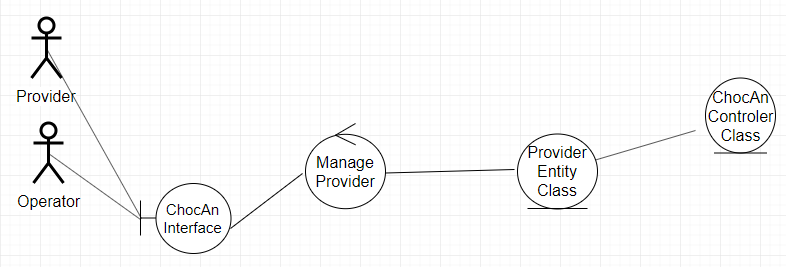 Provider
Operator
ChocAn
Interface
Manage
Provider
Provider
Entity
Class
ChocAn
Controler
Class